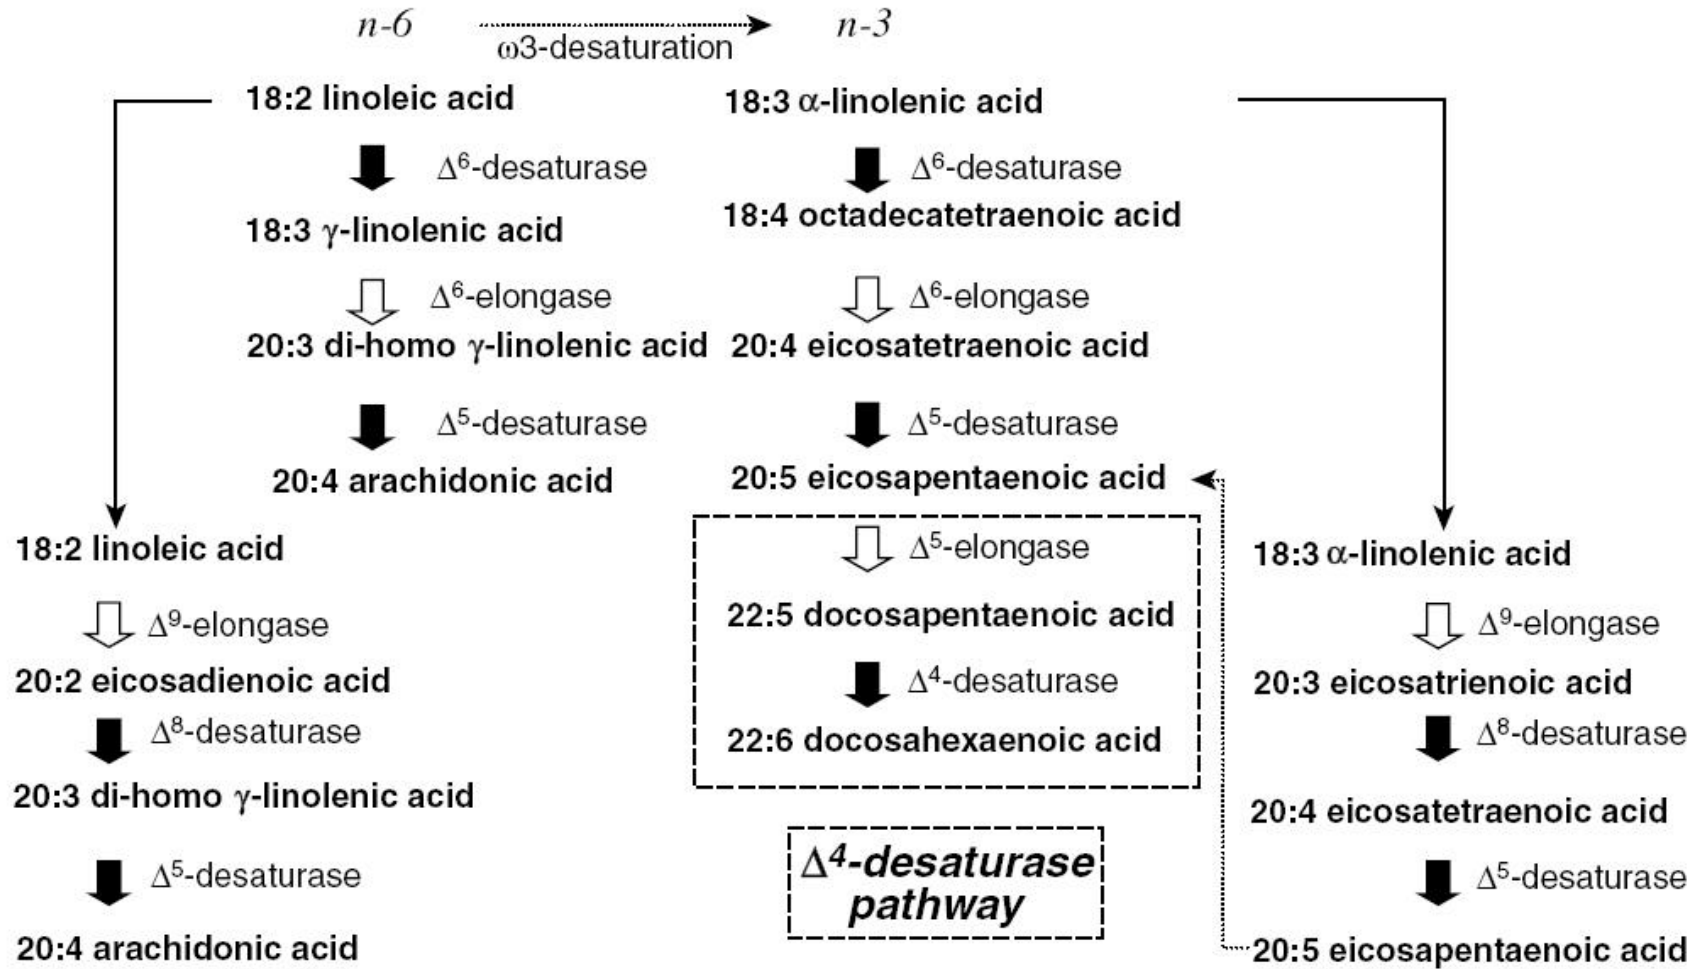 n-6
ω3-desaturation
n-3
18:2 linoleic acid
Δ⁶-desaturase
18:3 γ-linolenic acid
Δ⁶-elongase
20:3 di-homo γ-linolenic acid
Δ⁵-desaturase
20:4 arachidonic acid
18:3 α-linolenic acid
Δ⁶-desaturase
18:4 octadecatetraenoic acid
Δ⁶-elongase
20:4 eicosatetraenoic acid
Δ⁵-desaturase
20:5 eicosapentaenoic acid
Δ⁵-elongase
22:5 docosapentaenoic acid
Δ⁴-desaturase
22:6 docosahexaenoic acid
Δ⁴-desaturase
pathway
18:2 linoleic acid
Δ⁹-elongase
20:2 eicosadienoic acid
Δ⁸-desaturase
20:3 di-homo γ-linolenic acid
Δ⁵-desaturase
20:4 arachidonic acid
18:3 α-linolenic acid
Δ⁹-elongase
20:3 eicosatrienoic acid
Δ⁸-desaturase
20:4 eicosatetraenoic acid
Δ⁵-desaturase
20:5 eicosapentaenoic acid